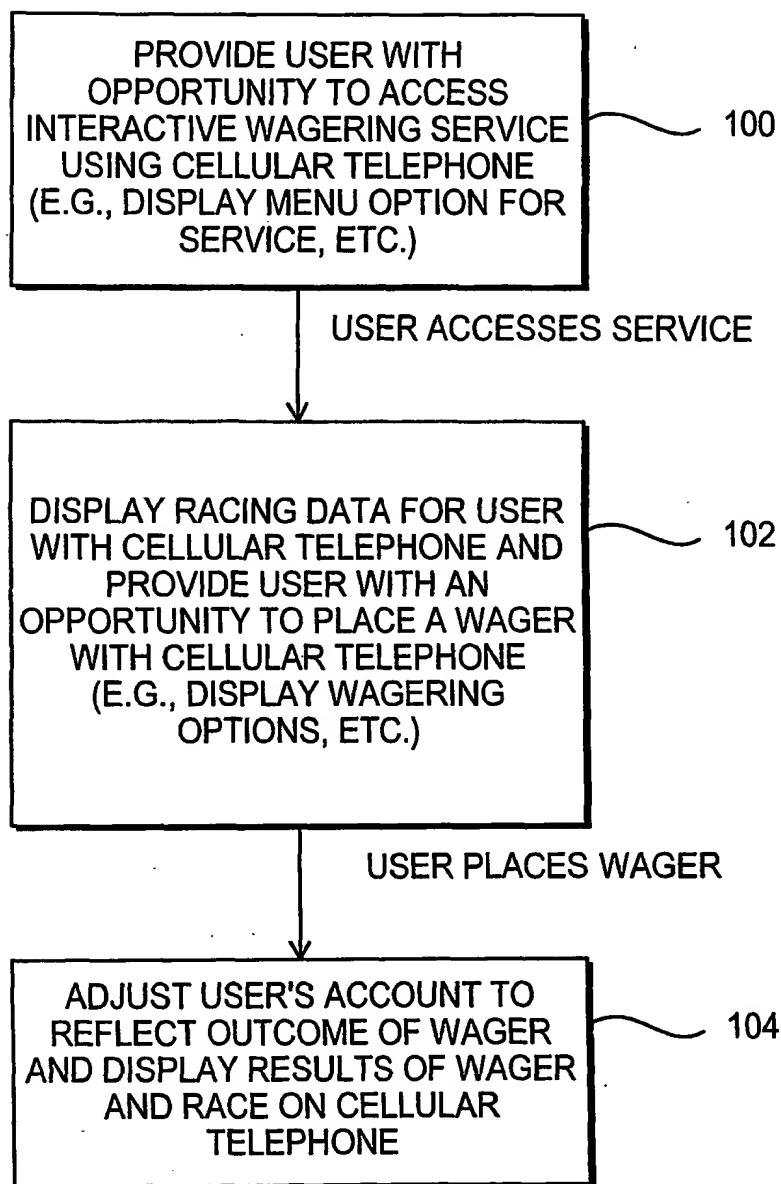 PROVIDE USER WITH
OPPORTUNITY TO ACCESS
INTERACTIVE WAGERING SERVICE
USING CELLULAR TELEPHONE
(E.G., DISPLAY MENU OPTION FOR
SERVICE, ETC.)
100
USER ACCESSES SERVICE
DISPLAY RACING DATA FOR USER
WITH CELLULAR TELEPHONE AND
PROVIDE USER WITH AN
OPPORTUNITY TO PLACE A WAGER
WITH CELLULAR TELEPHONE
(E.G., DISPLAY WAGERING
OPTIONS, ETC.)
102
USER PLACES WAGER
ADJUST USER'S ACCOUNT TO
REFLECT OUTCOME OF WAGER
AND DISPLAY RESULTS OF WAGER
AND RACE ON CELLULAR
TELEPHONE
104